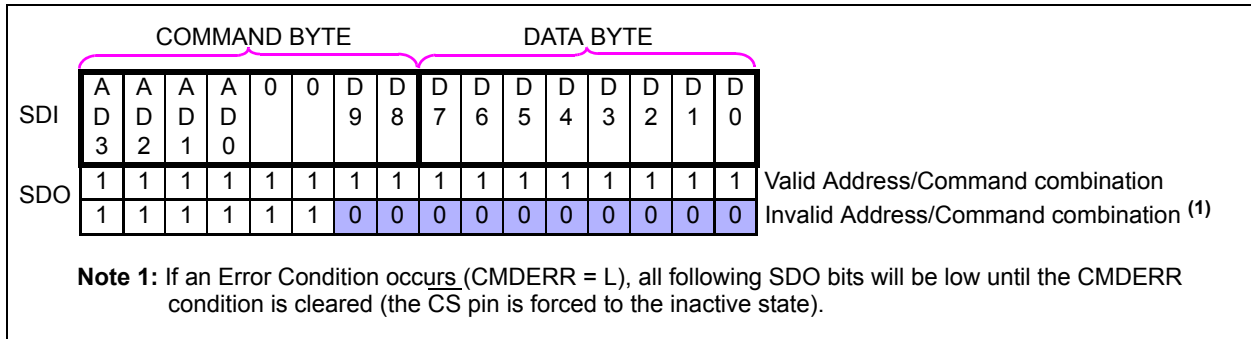 COMMAND BYTE DATA BYTE
SDI A A A A 0 0 D D D D D D D D D D
D D D D 9 8 7 6 5 4 3 2 1 0
3 2 1 0
SDO 1 1 1 1 1 1 1 1 1 1 1 1 1 1 1 1 Valid Address/Command combination
1 1 1 1 1 1 0 0 0 0 0 0 0 0 0 0 Invalid Address/Command combination (1)
Note 1: If an Error Condition occurs (CMDERR = L), all following SDO bits will be low until the CMDERR
condition is cleared (the CS pin is forced to the inactive state).